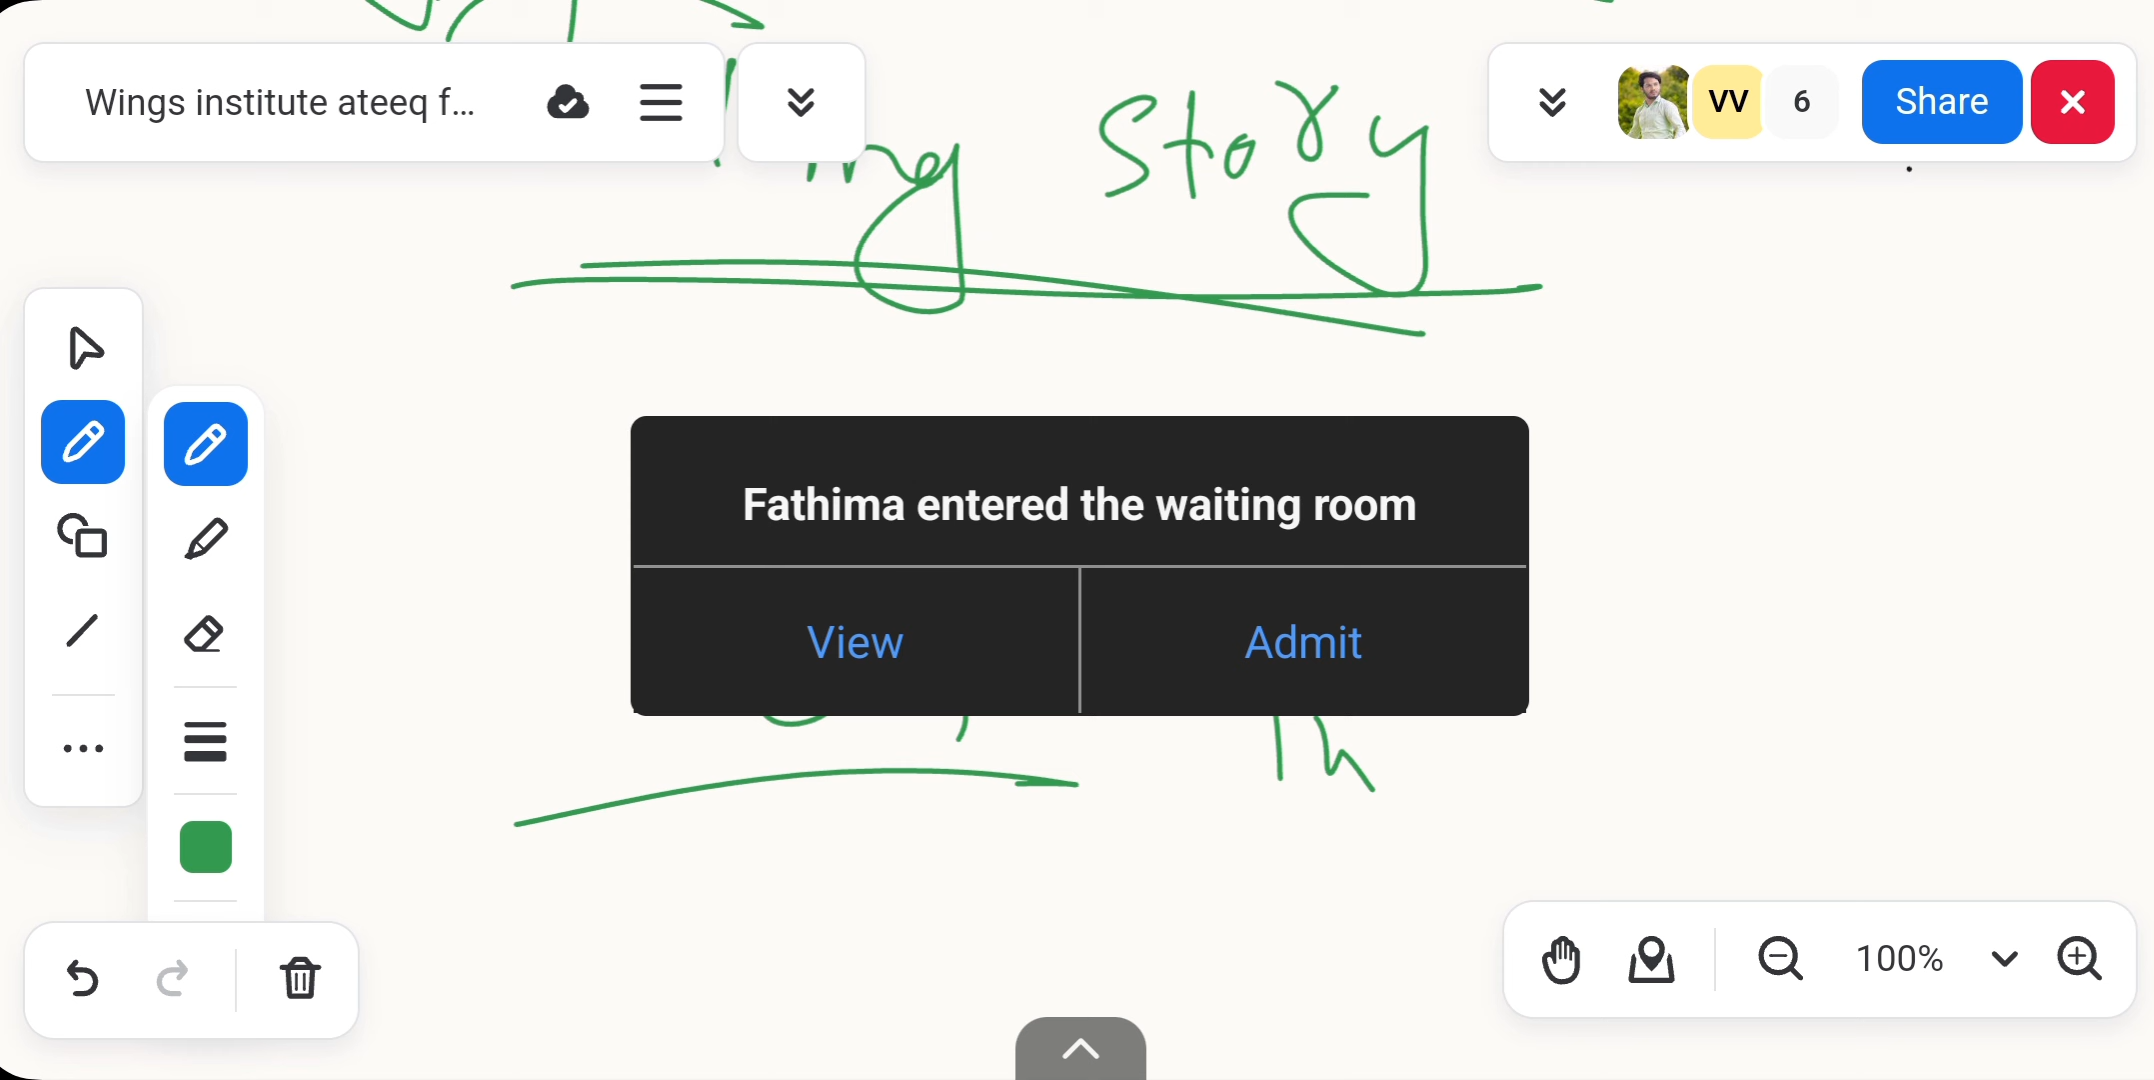 Wings institute ateeq f...
VV 6 Share
Story
Fathima entered the waiting room
View Admit
100%